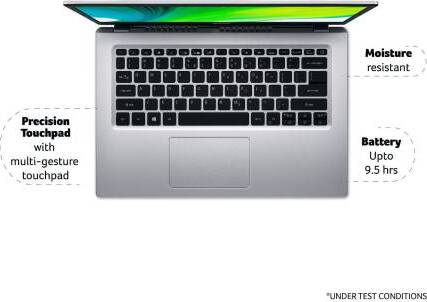 Moisture
resistant
Precision
Touchpad
with
multi-gesture
touchpad
Battery
Upto
9.5 hrs
*UNDER TEST CONDITIONS